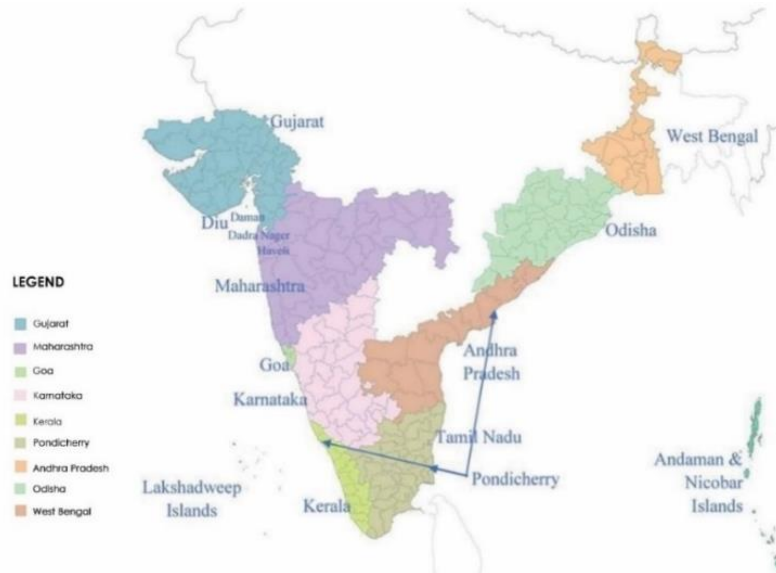 Gujarat
West Bengal
Diu
Daman
Dadra Nager
Haveli
Odisha
Maharashtra
LEGEND
Gujarat
Maharashtra
Goa
Karnataka
Kerala
Pondicherry
Andhra Pradesh
Odisha
West Bengal
Goa
Andhra
Pradesh
Karnataka
Tamil Nadu
Pondicherry
Lakshadweep
Islands
Kerala
Andaman &
Nicobar
Islands